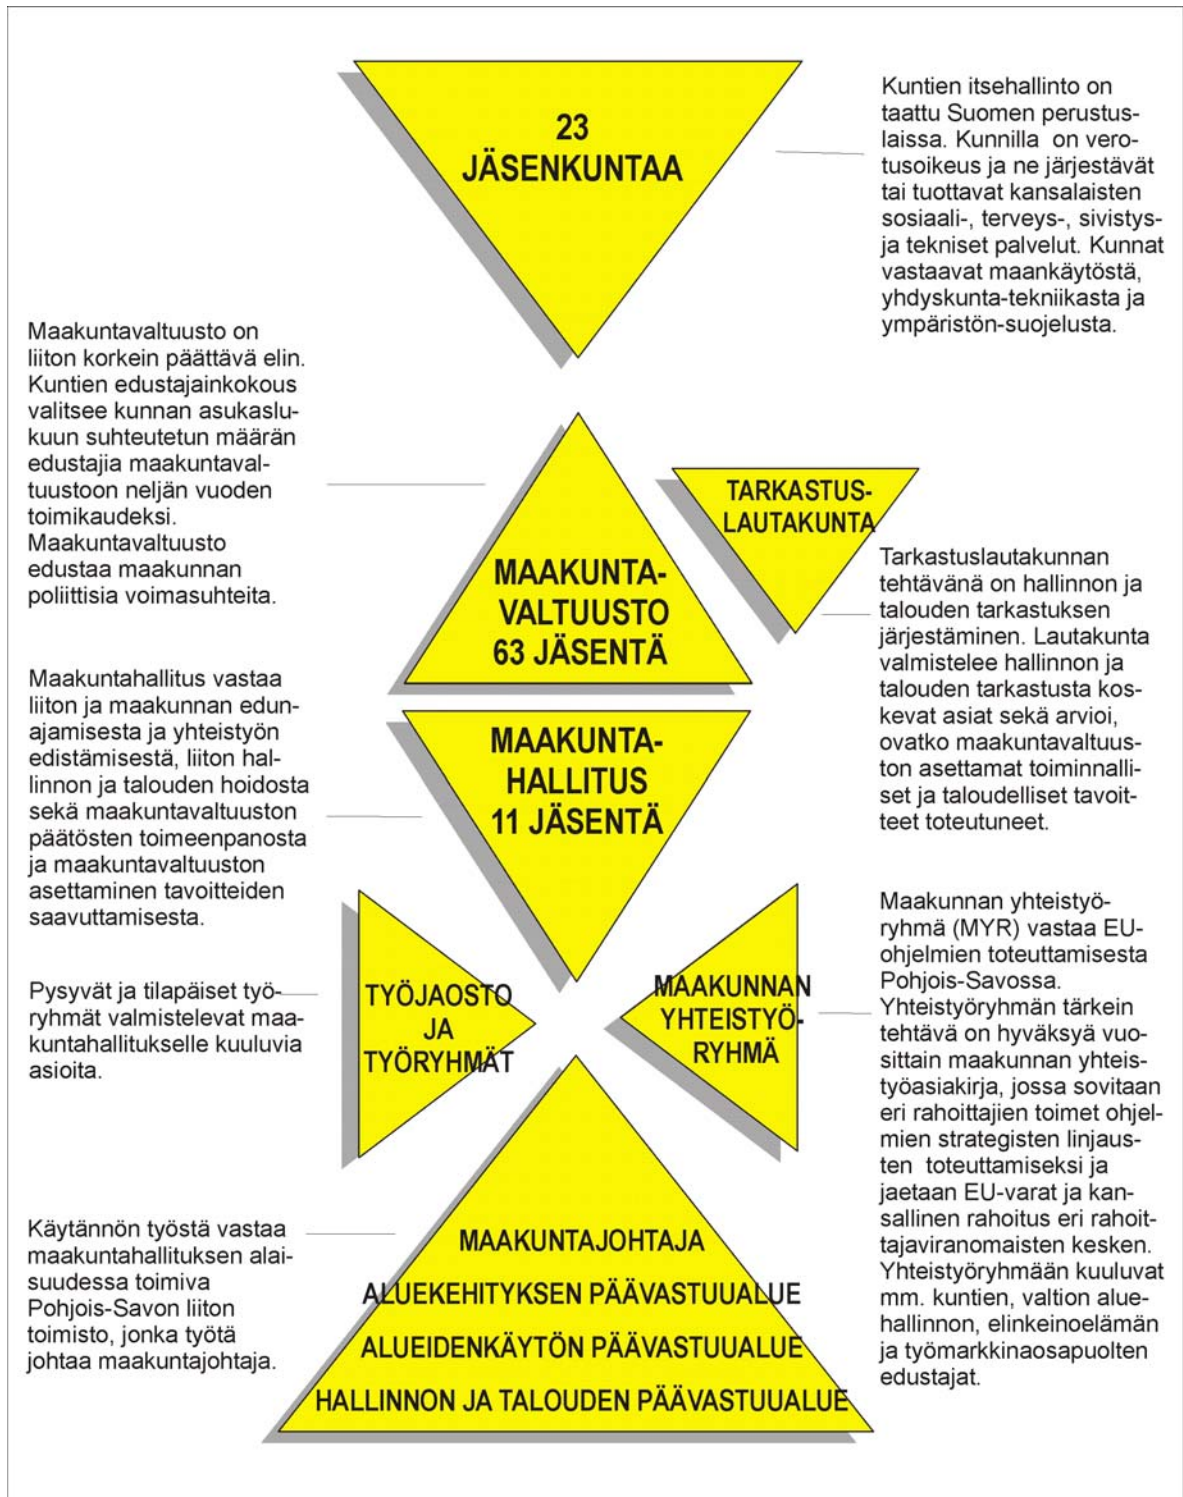 23
JÄSENKUNTAA
Kuntien itsehallinto on
taattu Suomen perustus-
laissa. Kunnilla on vero-
tusoikeus ja ne järjestävät
tai tuottavat kansalaisten
sosiaali-, terveys-, sivistys-
ja tekniset palvelut. Kunnat
vastaavat maankäytöstä,
yhdyskunta-tekniikasta ja
ympäristön-suojelusta.
Maakuntavaltuusto on
liiton korkein päättävä elin.
Kuntien edustajainkokous
valitsee kunnan asukaslu-
kuun suhteutetun määrän
edustajia maakuntaval-
tuustoon neljän vuoden
toimikaudeksi.
Maakuntavaltuusto
edustaa maakunnan
poliittisia voimasuhteita.
MAAKUNTA-
VALTUUSTO
63 JÄSENTÄ
TARKASTUS-
LAUTAKUNTA
Tarkastuslautakunnan
tehtävänä on hallinnon ja
talouden tarkastuksen
järjestäminen. Lautakunta
valmistelee hallinnon ja
talouden tarkastusta kos-
kevat asiat sekä arvioi,
ovatko maakuntavaltuus-
ton asettamat toiminnalli-
set ja taloudelliset tavoit-
teet toteutuneet.
Maakuntahallitus vastaa
liiton ja maakunnan edun-
ajamisesta ja yhteistyön
edistämisestä, liiton hal-
linnon ja talouden hoidosta
sekä maakuntavaltuuston
päätösten toimeenpanosta
ja maakuntavaltuuston
asettaminen tavoitteiden
saavuttamisesta.
MAAKUNTA-
HALLITUS
11 JÄSENTÄ
Pysyvät ja tilapäiset työ-
ryhmät valmistelevat maa-
kuntahallitukselle kuuluvia
asioita.
TYÖJAOSTO
JA
TYÖRYHMÄT
MAAKUNNAN
YHTEISTYÖ-
RYHMÄ
Maakunnan yhteistyö-
ryhmä (MYR) vastaa EU-
ohjelmien toteuttamisesta
Pohjois-Savossa.
Yhteistyöryhmän tärkein
tehtävä on hyväksyä vuo-
sittain maakunnan yhteis-
työasiakirja, jossa sovitaan
eri rahoittajien toimet ohjel-
mien strategisten linjaus-
ten toteuttamiseksi ja
jaetaan EU-varat ja kan-
sallinen rahoitus eri rahoit-
tajaviranomaisten kesken.
Yhteistyöryhmään kuuluvat
mm. kuntien, valtion alue-
hallinnon, elinkeinoelämän
ja työmarkkinaosapuolten
edustajat.
Käytännön työstä vastaa
maakuntahallituksen alai-
suudessa toimiva
Pohjois-Savon liiton
toimisto, jonka työtä
johtaa maakuntajohtaja.
MAAKUNTAJOHTAJA
ALUEKEHITYKSEN PÄÄVASTUUALUE
ALUEIDENKÄYTÖN PÄÄVASTUUALUE
HALLINNON JA TALOUDEN PÄÄVASTUUALUE